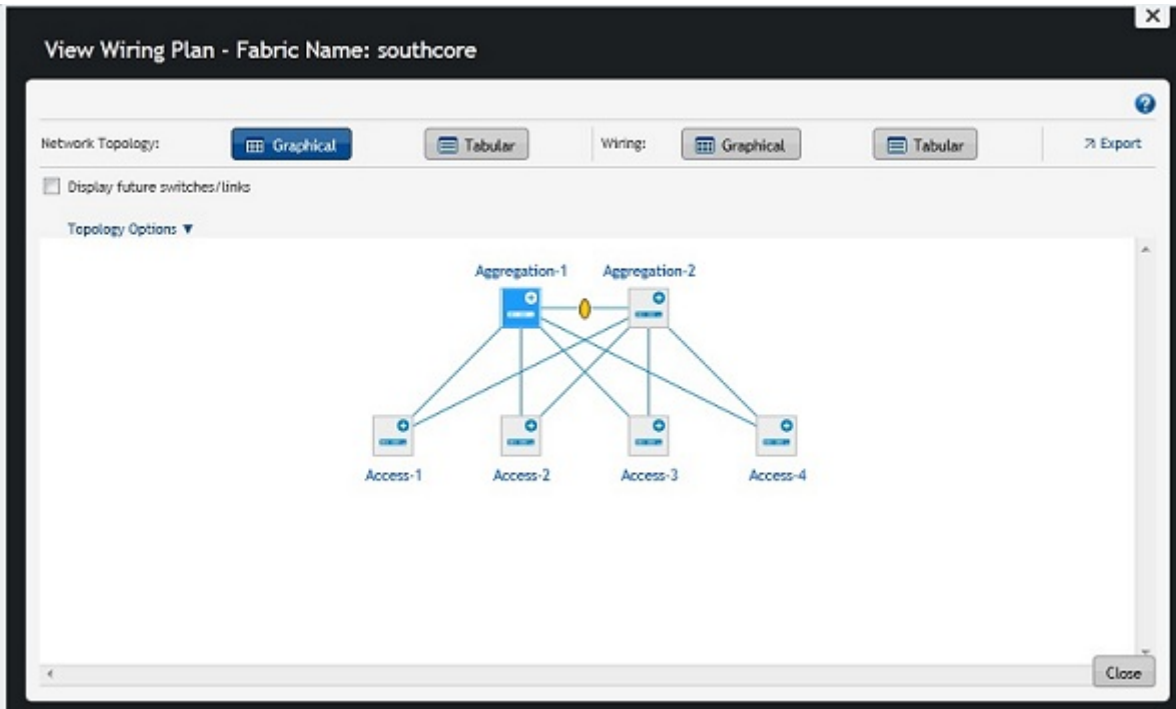 View Wiring Plan - Fabric Name: southcore
Network Topology: Graphical Tabular Wiring: Graphical Tabular Export
Display future switches/links
Topology Options ▼
Aggregation-1 Aggregation-2
Access-1 Access-2 Access-3 Access-4
Close